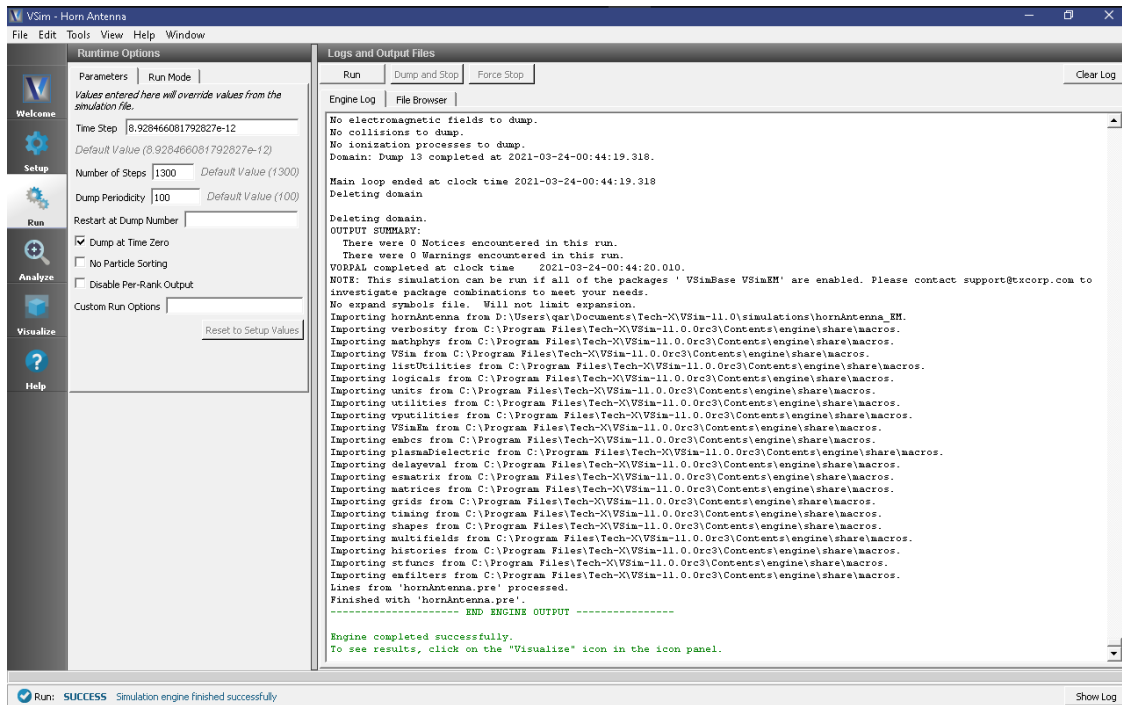 VSim - Horn Antenna
File Edit Tools View Help Window
Runtime Options
Logs and Output Files
Welcome
Setup
Run
Analyze
Visualize
Help
Parameters
Run Mode
Values entered here will override values from the
simulation file.
Time Step 8.928466081792827e-12
Default Value (8.928466081792827e-12)
Number of Steps 1300 Default Value (1300)
Dump Periodicity 100 Default Value (100)
Restart at Dump Number
Dump at Time Zero
No Particle Sorting
Disable Per-Rank Output
Custom Run Options
Reset to Setup Values
Run
Dump and Stop
Force Stop
Clear Log
Engine Log
File Browser
No electromagnetic fields to dump.
No collisions to dump.
No ionization processes to dump.
Domain: Dump 13 completed at 2021-03-24-00:44:19.318.
Main loop ended at clock time 2021-03-24-00:44:19.318
Deleting domain
Deleting domain.
OUTPUT SUMMARY:
There were 0 Notices encountered in this run.
There were 0 Warnings encountered in this run.
VORPAL completed at clock time 2021-03-24-00:44:20.010.
NOTE: This simulation can be run if all of the packages ' VSimBase VSimEM' are enabled. Please contact support@txcorp.com to
investigate package combinations to meet your needs.
No expand symbols file. Will not limit expansion.
Importing hornAntenna from D:\Users\qar\Documents\Tech-X\VSim-11.0\simulations\hornAntenna_EM.
Importing verbosity from C:\Program Files\Tech-X\VSim-11.0.0rc3\Contents\engine\share\macros.
Importing mathphys from C:\Program Files\Tech-X\VSim-11.0.0rc3\Contents\engine\share\macros.
Importing VSim from C:\Program Files\Tech-X\VSim-11.0.0rc3\Contents\engine\share\macros.
Importing listUtilities from C:\Program Files\Tech-X\VSim-11.0.0rc3\Contents\engine\share\macros.
Importing logicals from C:\Program Files\Tech-X\VSim-11.0.0rc3\Contents\engine\share\macros.
Importing units from C:\Program Files\Tech-X\VSim-11.0.0rc3\Contents\engine\share\macros.
Importing utilities from C:\Program Files\Tech-X\VSim-11.0.0rc3\Contents\engine\share\macros.
Importing vputilities from C:\Program Files\Tech-X\VSim-11.0.0rc3\Contents\engine\share\macros.
Importing VSimEm from C:\Program Files\Tech-X\VSim-11.0.0rc3\Contents\engine\share\macros.
Importing embcs from C:\Program Files\Tech-X\VSim-11.0.0rc3\Contents\engine\share\macros.
Importing plasmaDielectric from C:\Program Files\Tech-X\VSim-11.0.0rc3\Contents\engine\share\macros.
Importing delayeval from C:\Program Files\Tech-X\VSim-11.0.0rc3\Contents\engine\share\macros.
Importing esmatrix from C:\Program Files\Tech-X\VSim-11.0.0rc3\Contents\engine\share\macros.
Importing matrices from C:\Program Files\Tech-X\VSim-11.0.0rc3\Contents\engine\share\macros.
Importing grids from C:\Program Files\Tech-X\VSim-11.0.0rc3\Contents\engine\share\macros.
Importing timing from C:\Program Files\Tech-X\VSim-11.0.0rc3\Contents\engine\share\macros.
Importing shapes from C:\Program Files\Tech-X\VSim-11.0.0rc3\Contents\engine\share\macros.
Importing multifields from C:\Program Files\Tech-X\VSim-11.0.0rc3\Contents\engine\share\macros.
Importing histories from C:\Program Files\Tech-X\VSim-11.0.0rc3\Contents\engine\share\macros.
Importing stfuncs from C:\Program Files\Tech-X\VSim-11.0.0rc3\Contents\engine\share\macros.
Importing emfilters from C:\Program Files\Tech-X\VSim-11.0.0rc3\Contents\engine\share\macros.
Lines from 'hornAntenna.pre' processed.
Finished with 'hornAntenna.pre'.
-------------------- END ENGINE OUTPUT ---------------
Engine completed successfully.
To see results, click on the "Visualize" icon in the icon panel.
Run: SUCCESS Simulation engine finished successfully
Show Log